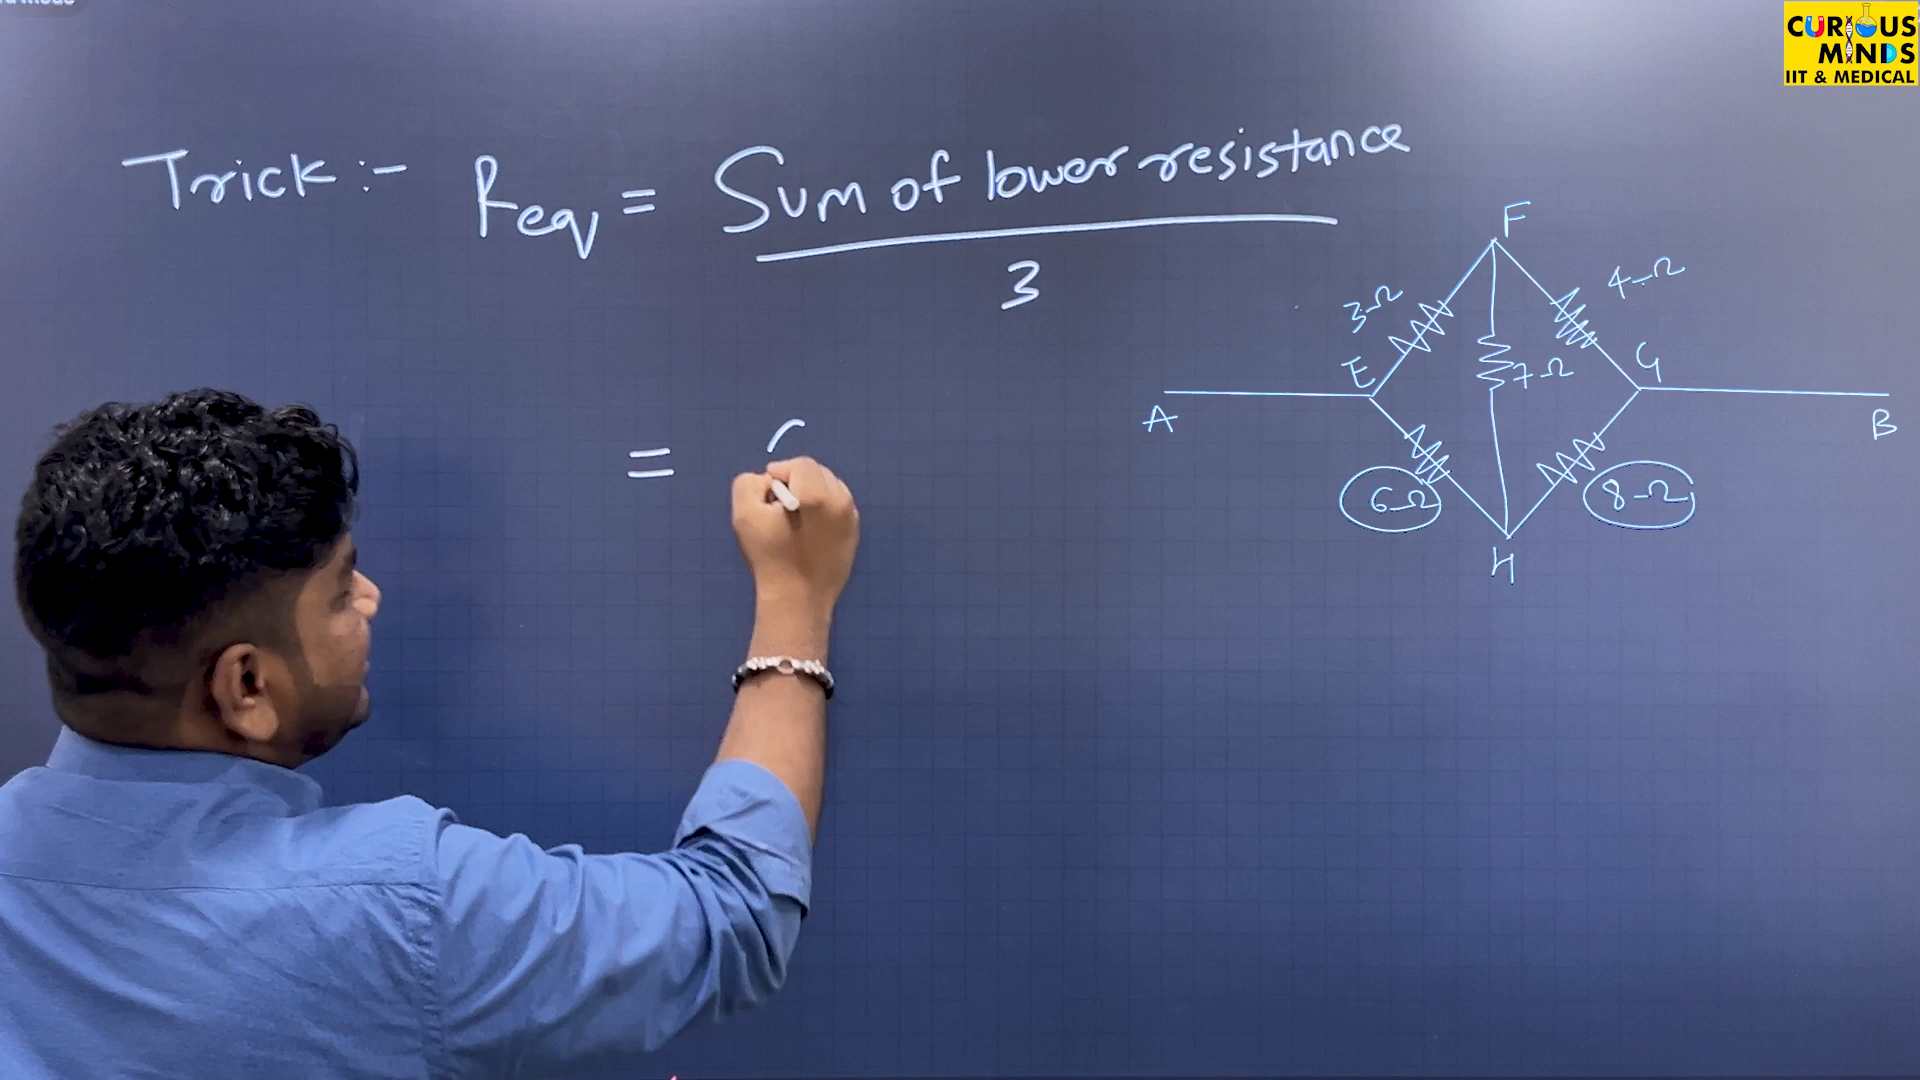 CURIOUS
MINDS
IIT & MEDICAL
Trick :- Req = Sum of lower resistance
3
=
F
3Ω
4Ω
E
7Ω
G
A
B
6Ω
8Ω
H